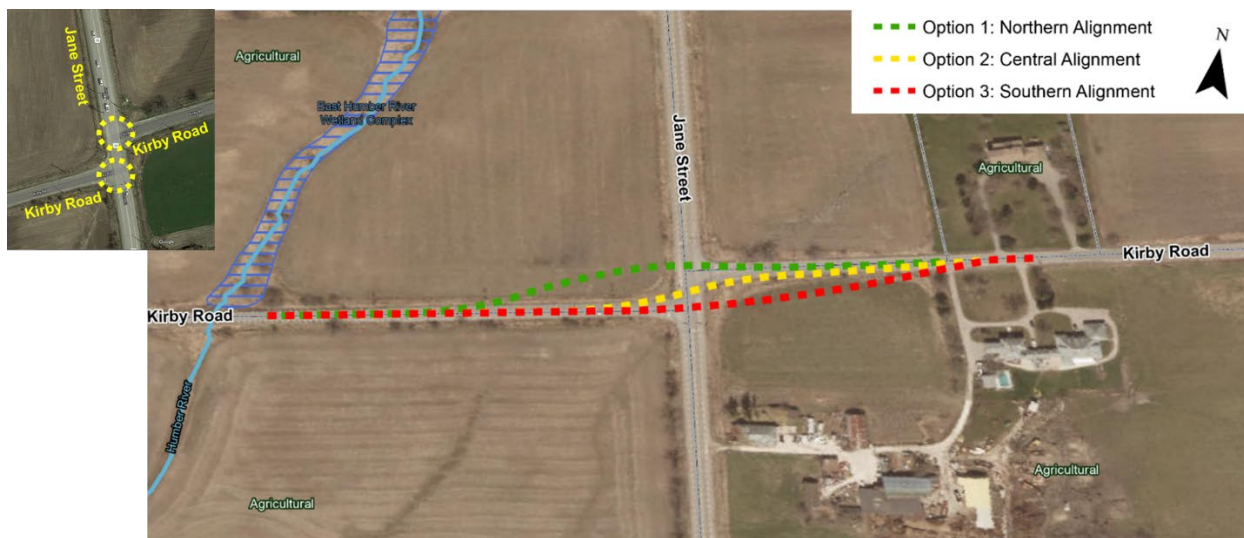 Jane Street
Kirby Road
Kirby Road
Google
Option 1: Northern Alignment
Option 2: Central Alignment
Option 3: Southern Alignment
N
Agricultural
East Humber River
Wetland Complex
Jane Street
Agricultural
Kirby Road
Kirby Road
Humber River
Agricultural
Agricultural